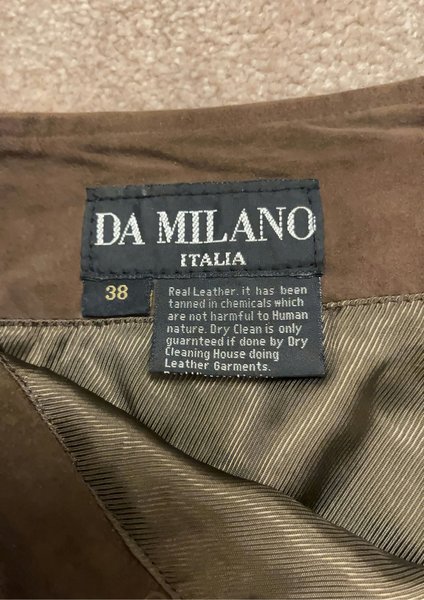 DA MILANO
ITALIA
38
Real Leather, it has been
tanned in chemicals which
are not harmful to Human
nature. Dry Clean is only
guarnteed if done by Dry
Cleaning House doing
Leather Garments.